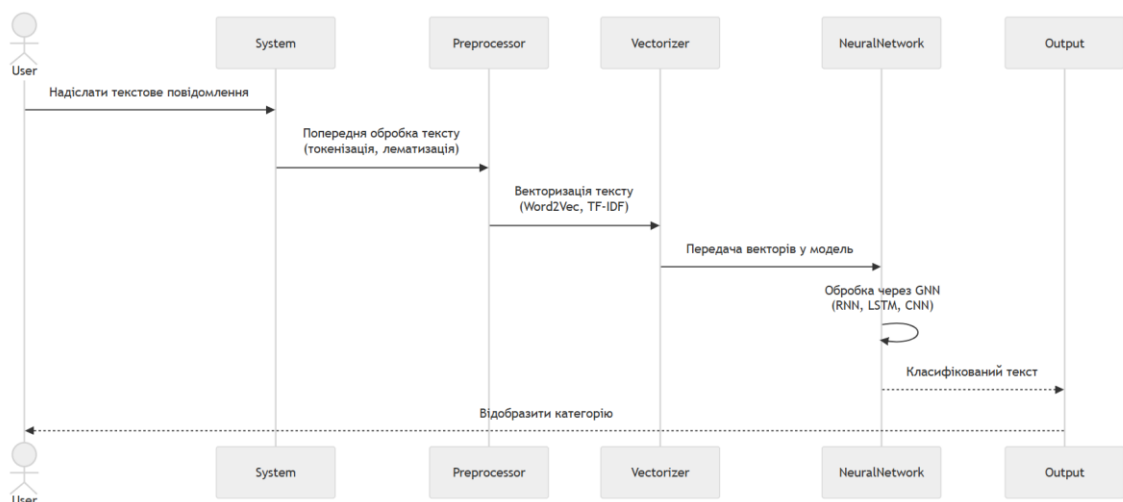 System
Preprocessor
Vectorizer
NeuralNetwork
Output
User
Надіслати текстове повідомлення
Попередня обробка тексту
(токенізація, лематизація)
Векторизація тексту
(Word2Vec, TF-IDF)
Передача векторів у модель
Обробка через GNN
(RNN, LSTM, CNN)
Класифікований текст
Відобразити категорію
System
Preprocessor
Vectorizer
NeuralNetwork
Output
User